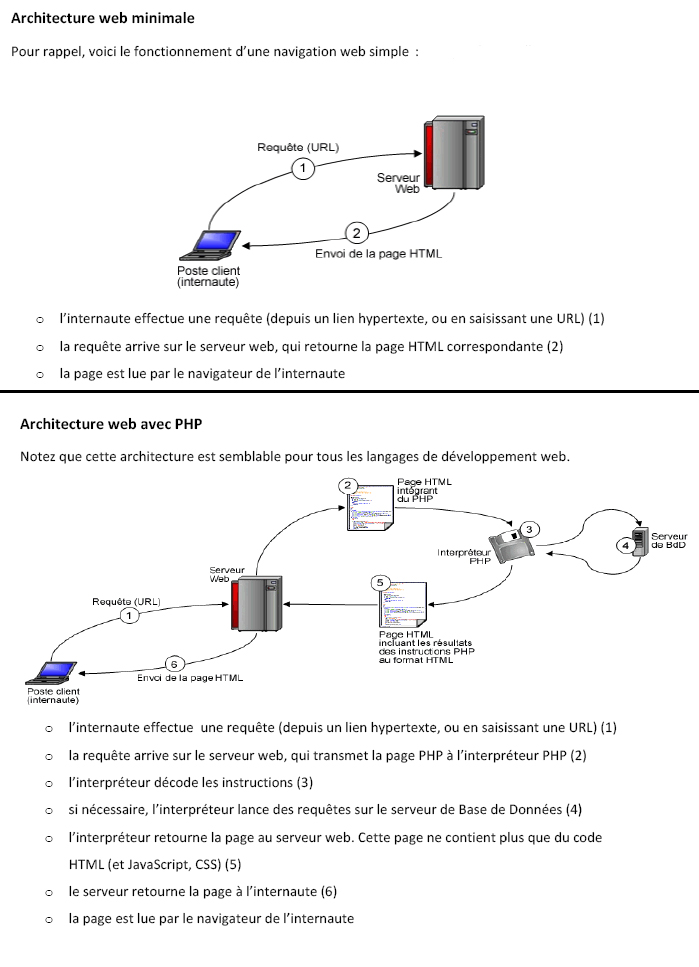 Architecture web minimale
Pour rappel, voici le fonctionnement d'une navigation web simple :
Requête (URL)
1
Serveur
Web
2
Envoi de la page HTML
Poste client
(internaute)
o l'internaute effectue une requête (depuis un lien hypertexte, ou en saisissant une URL) (1)
o la requête arrive sur le serveur web, qui retourne la page HTML correspondante (2)
o la page est lue par le navigateur de l'internaute
Architecture web avec PHP
Notez que cette architecture est semblable pour tous les langages de développement web.
2
Page HTML
intégrant
du PHP
3
Interpréteur
PHP
4
Serveur
de BdD
Serveur
Web
5
Requête (URL)
1
Page HTML
incluant les résultats
des instructions PHP
au format HTML
6
Envoi de la page HTML
Poste client
(internaute)
o l'internaute effectue une requête (depuis un lien hypertexte, ou en saisissant une URL) (1)
o la requête arrive sur le serveur web, qui transmet la page PHP à l'interpréteur PHP (2)
o l'interpréteur décode les instructions (3)
o si nécessaire, l'interpréteur lance des requêtes sur le serveur de Base de Données (4)
o l'interpréteur retourne la page au serveur web. Cette page ne contient plus que du code
HTML (et JavaScript, CSS) (5)
o le serveur retourne la page à l'internaute (6)
o la page est lue par le navigateur de l'internaute